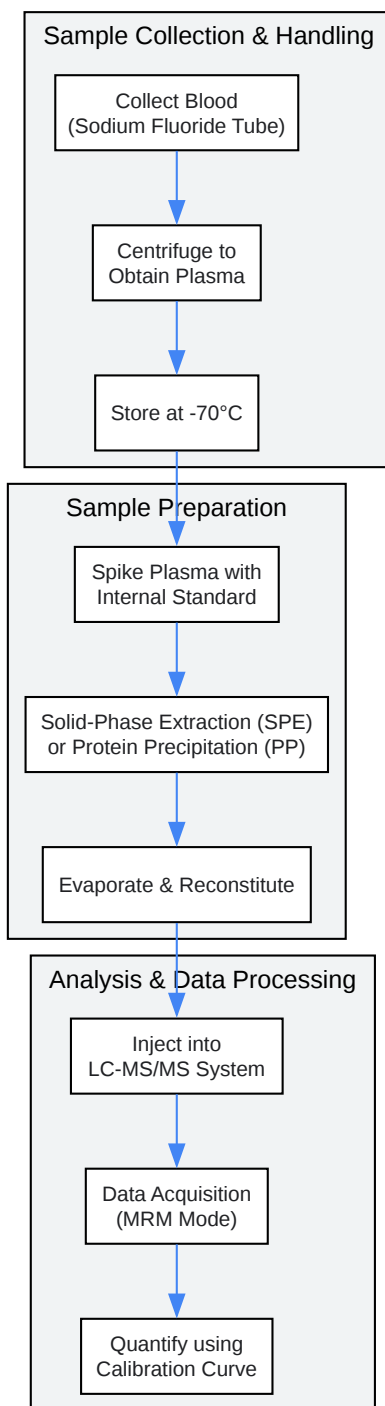 Sample Collection & Handling
Collect Blood
(Sodium Fluoride Tube)
Centrifuge to
Obtain Plasma
Store at -70°C
Sample Preparation
Spike Plasma with
Internal Standard
Solid-Phase Extraction (SPE)
or Protein Precipitation (PP)
Evaporate & Reconstitute
Analysis & Data Processing
Inject into
LC-MS/MS System
Data Acquisition
(MRM Mode)
Quantify using
Calibration Curve